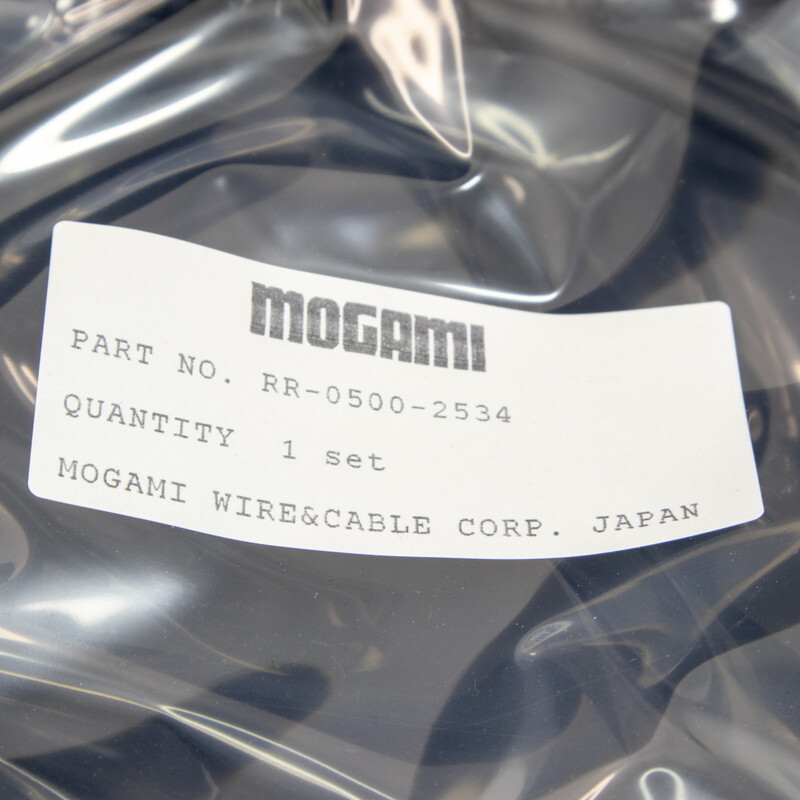 MOGAMI
PART NO. RR-0500-2534
QUANTITY 1 set
MOGAMI WIRE&CABLE CORP. JAPAN